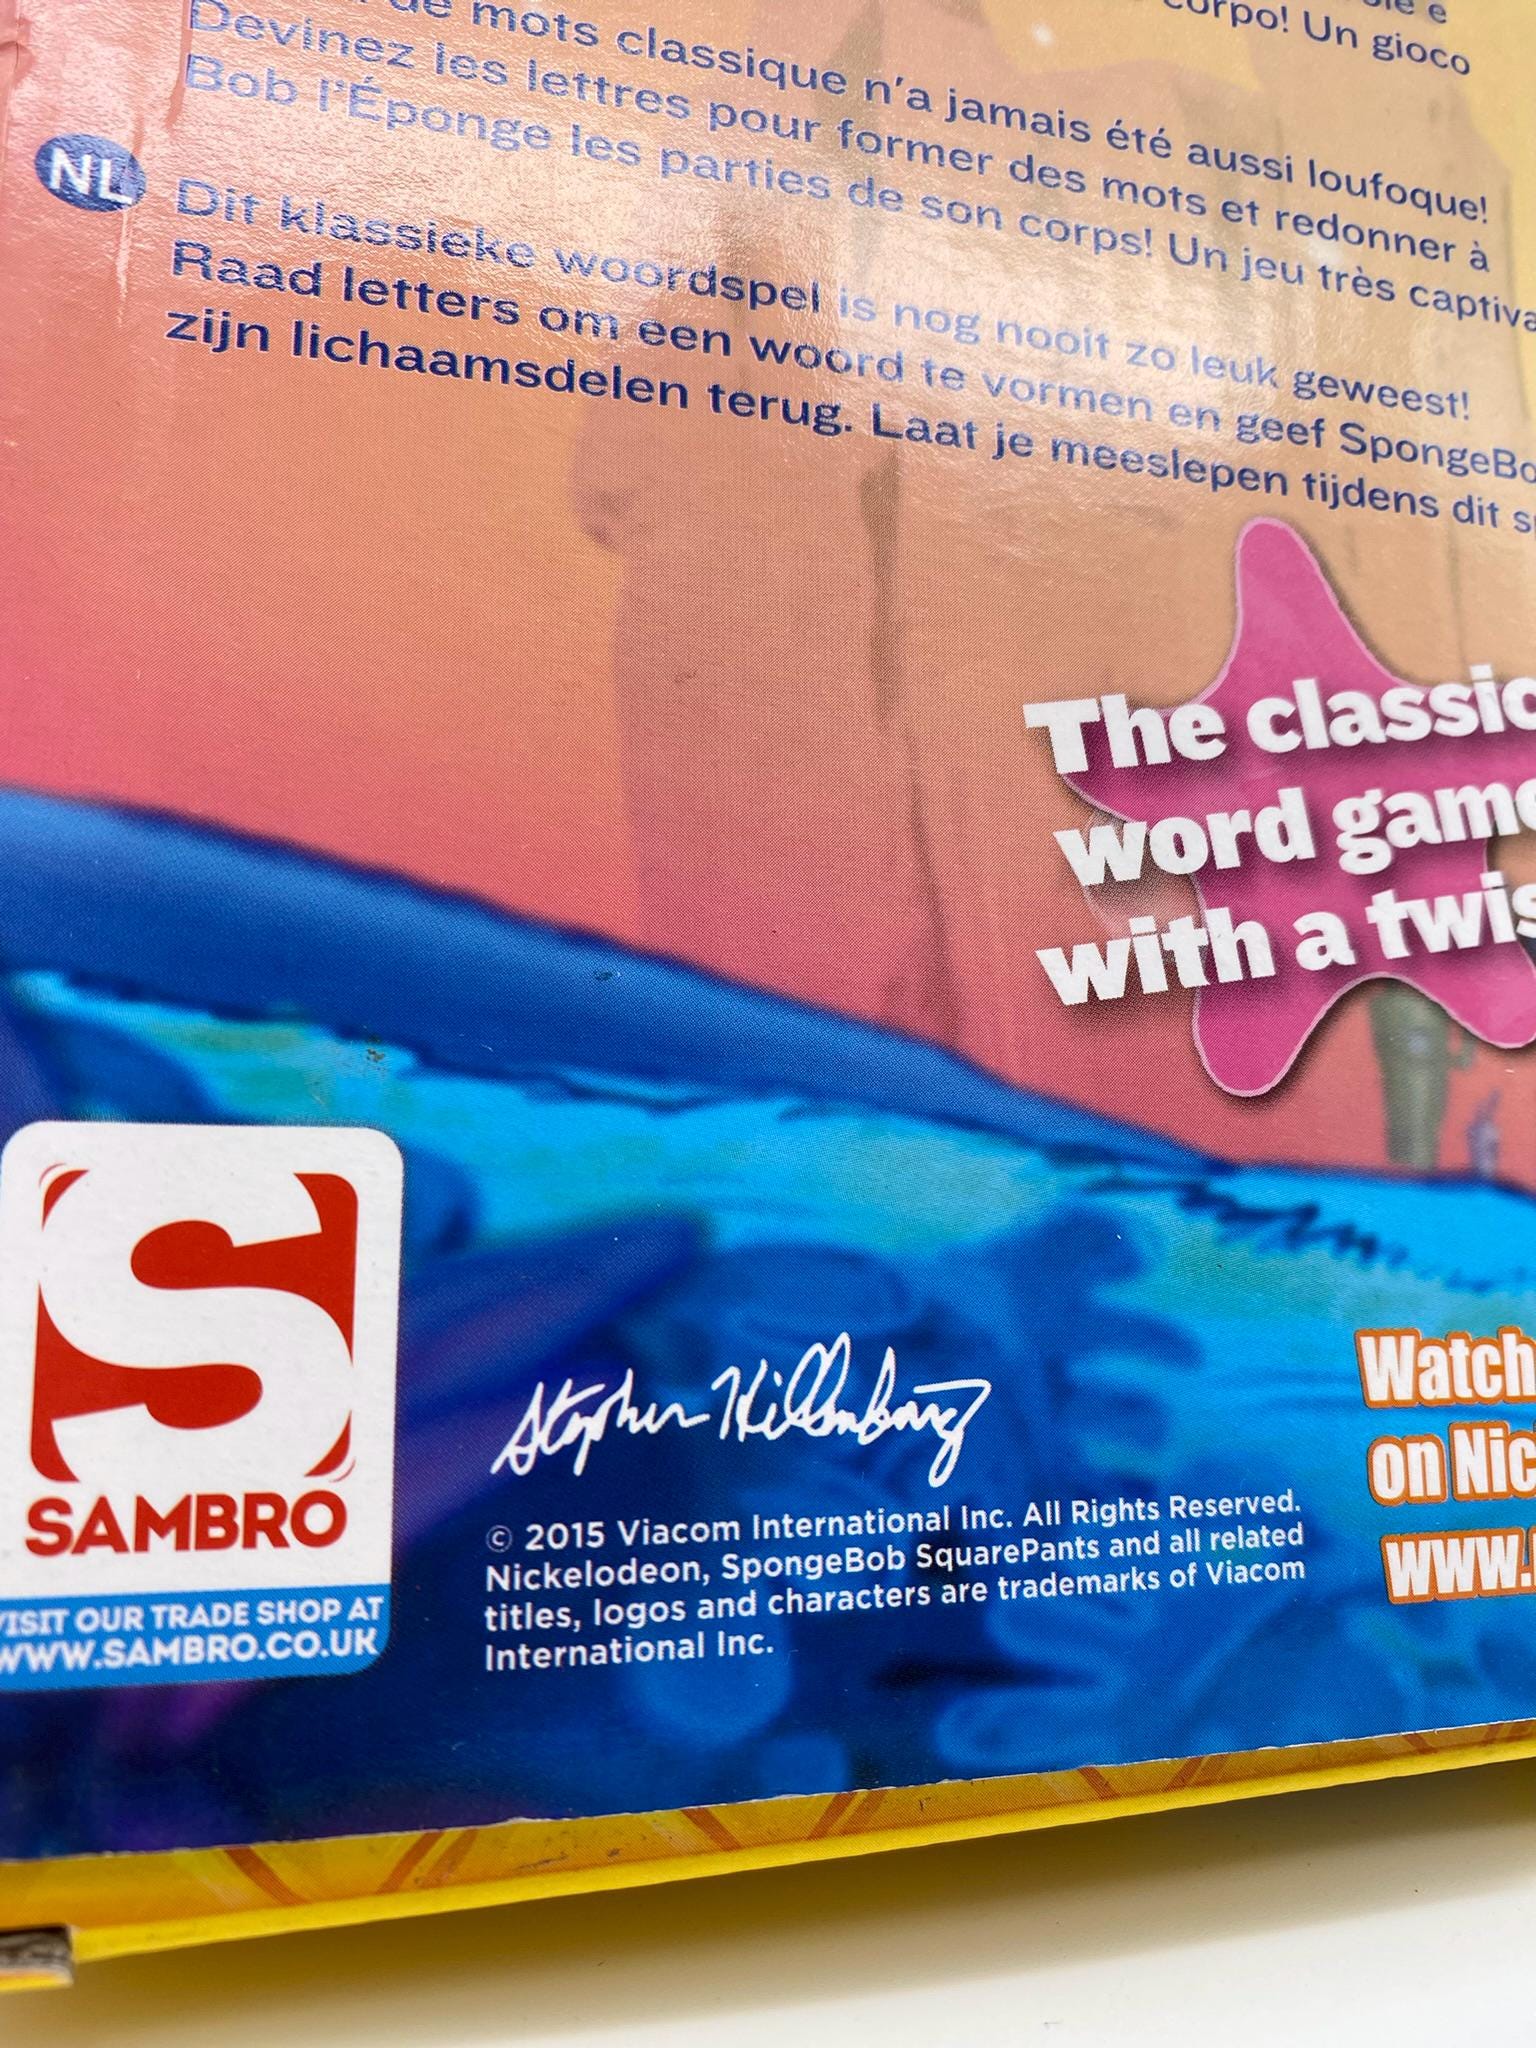 corpo! Un gioco
de mots classique n'a jamais été aussi loufoque!
Devinez les lettres pour former des mots et redonner à
Bob l'Éponge les parties de son corps! Un jeu très
NL
Dit klassieke woordspel is nog nooit zo leuk geweest!
Raad letters om een woord te vormen en geef
zijn lichaamsdelen terug. Laat je meeslepen tijdens dit
The classic
word game
with a
SAMBRO
VISIT OUR TRADE SHOP AT
WWW.SAMBRO.CO.UK
Stephen Hillenburg
© 2015 Viacom International Inc. All Rights Reserved.
Nickelodeon, SpongeBob SquarePants and all related
titles, logos and characters are trademarks of Viacom
International Inc.
Watch
on
www.